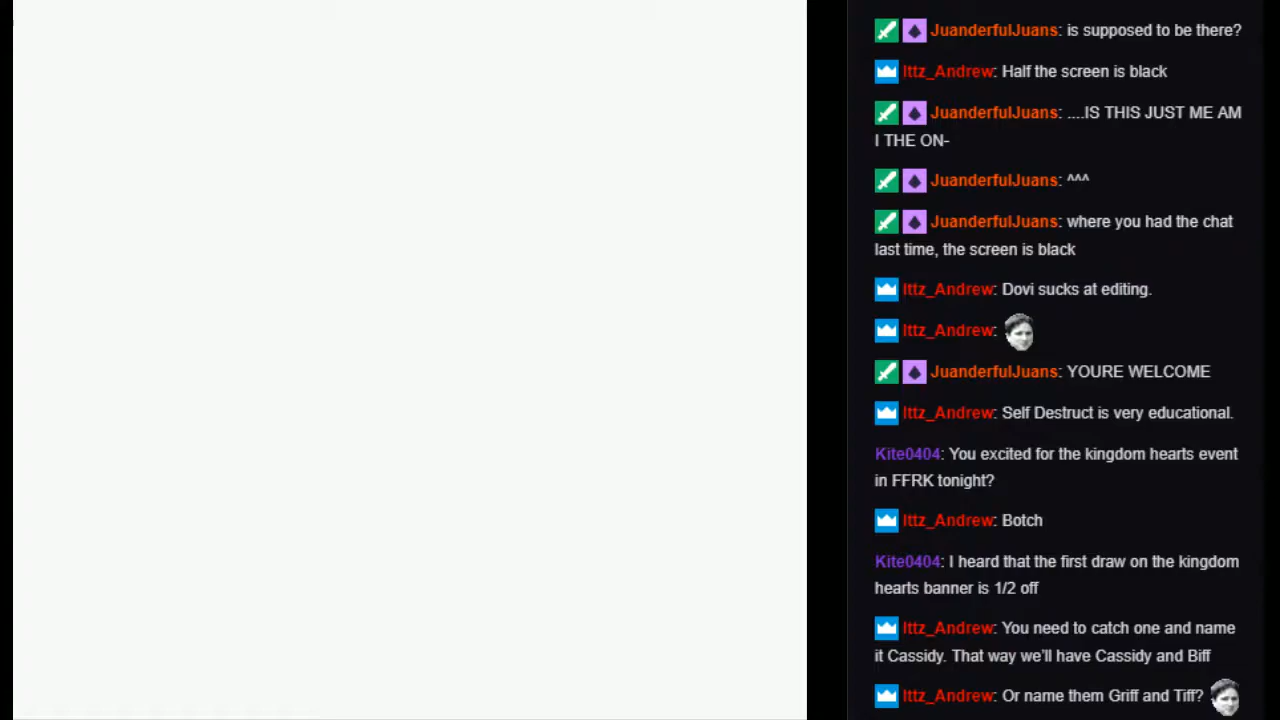 JuanderfulJuans: is supposed to be there?
Ittz_Andrew: Half the screen is black
JuanderfulJuans: ....IS THIS JUST ME AM
I THE ON-
JuanderfulJuans: ^^^
JuanderfulJuans: where you had the chat
last time, the screen is black
Ittz_Andrew: Dovi sucks at editing.
Ittz_Andrew:
JuanderfulJuans: YOURE WELCOME
Ittz_Andrew: Self Destruct is very educational.
Kite0404: You excited for the kingdom hearts event
in FFRK tonight?
Ittz_Andrew: Botch
Kite0404: I heard that the first draw on the kingdom
hearts banner is 1/2 off
Ittz_Andrew: You need to catch one and name
it Cassidy. That way we'll have Cassidy and Biff
Ittz_Andrew: Or name them Griff and Tiff?